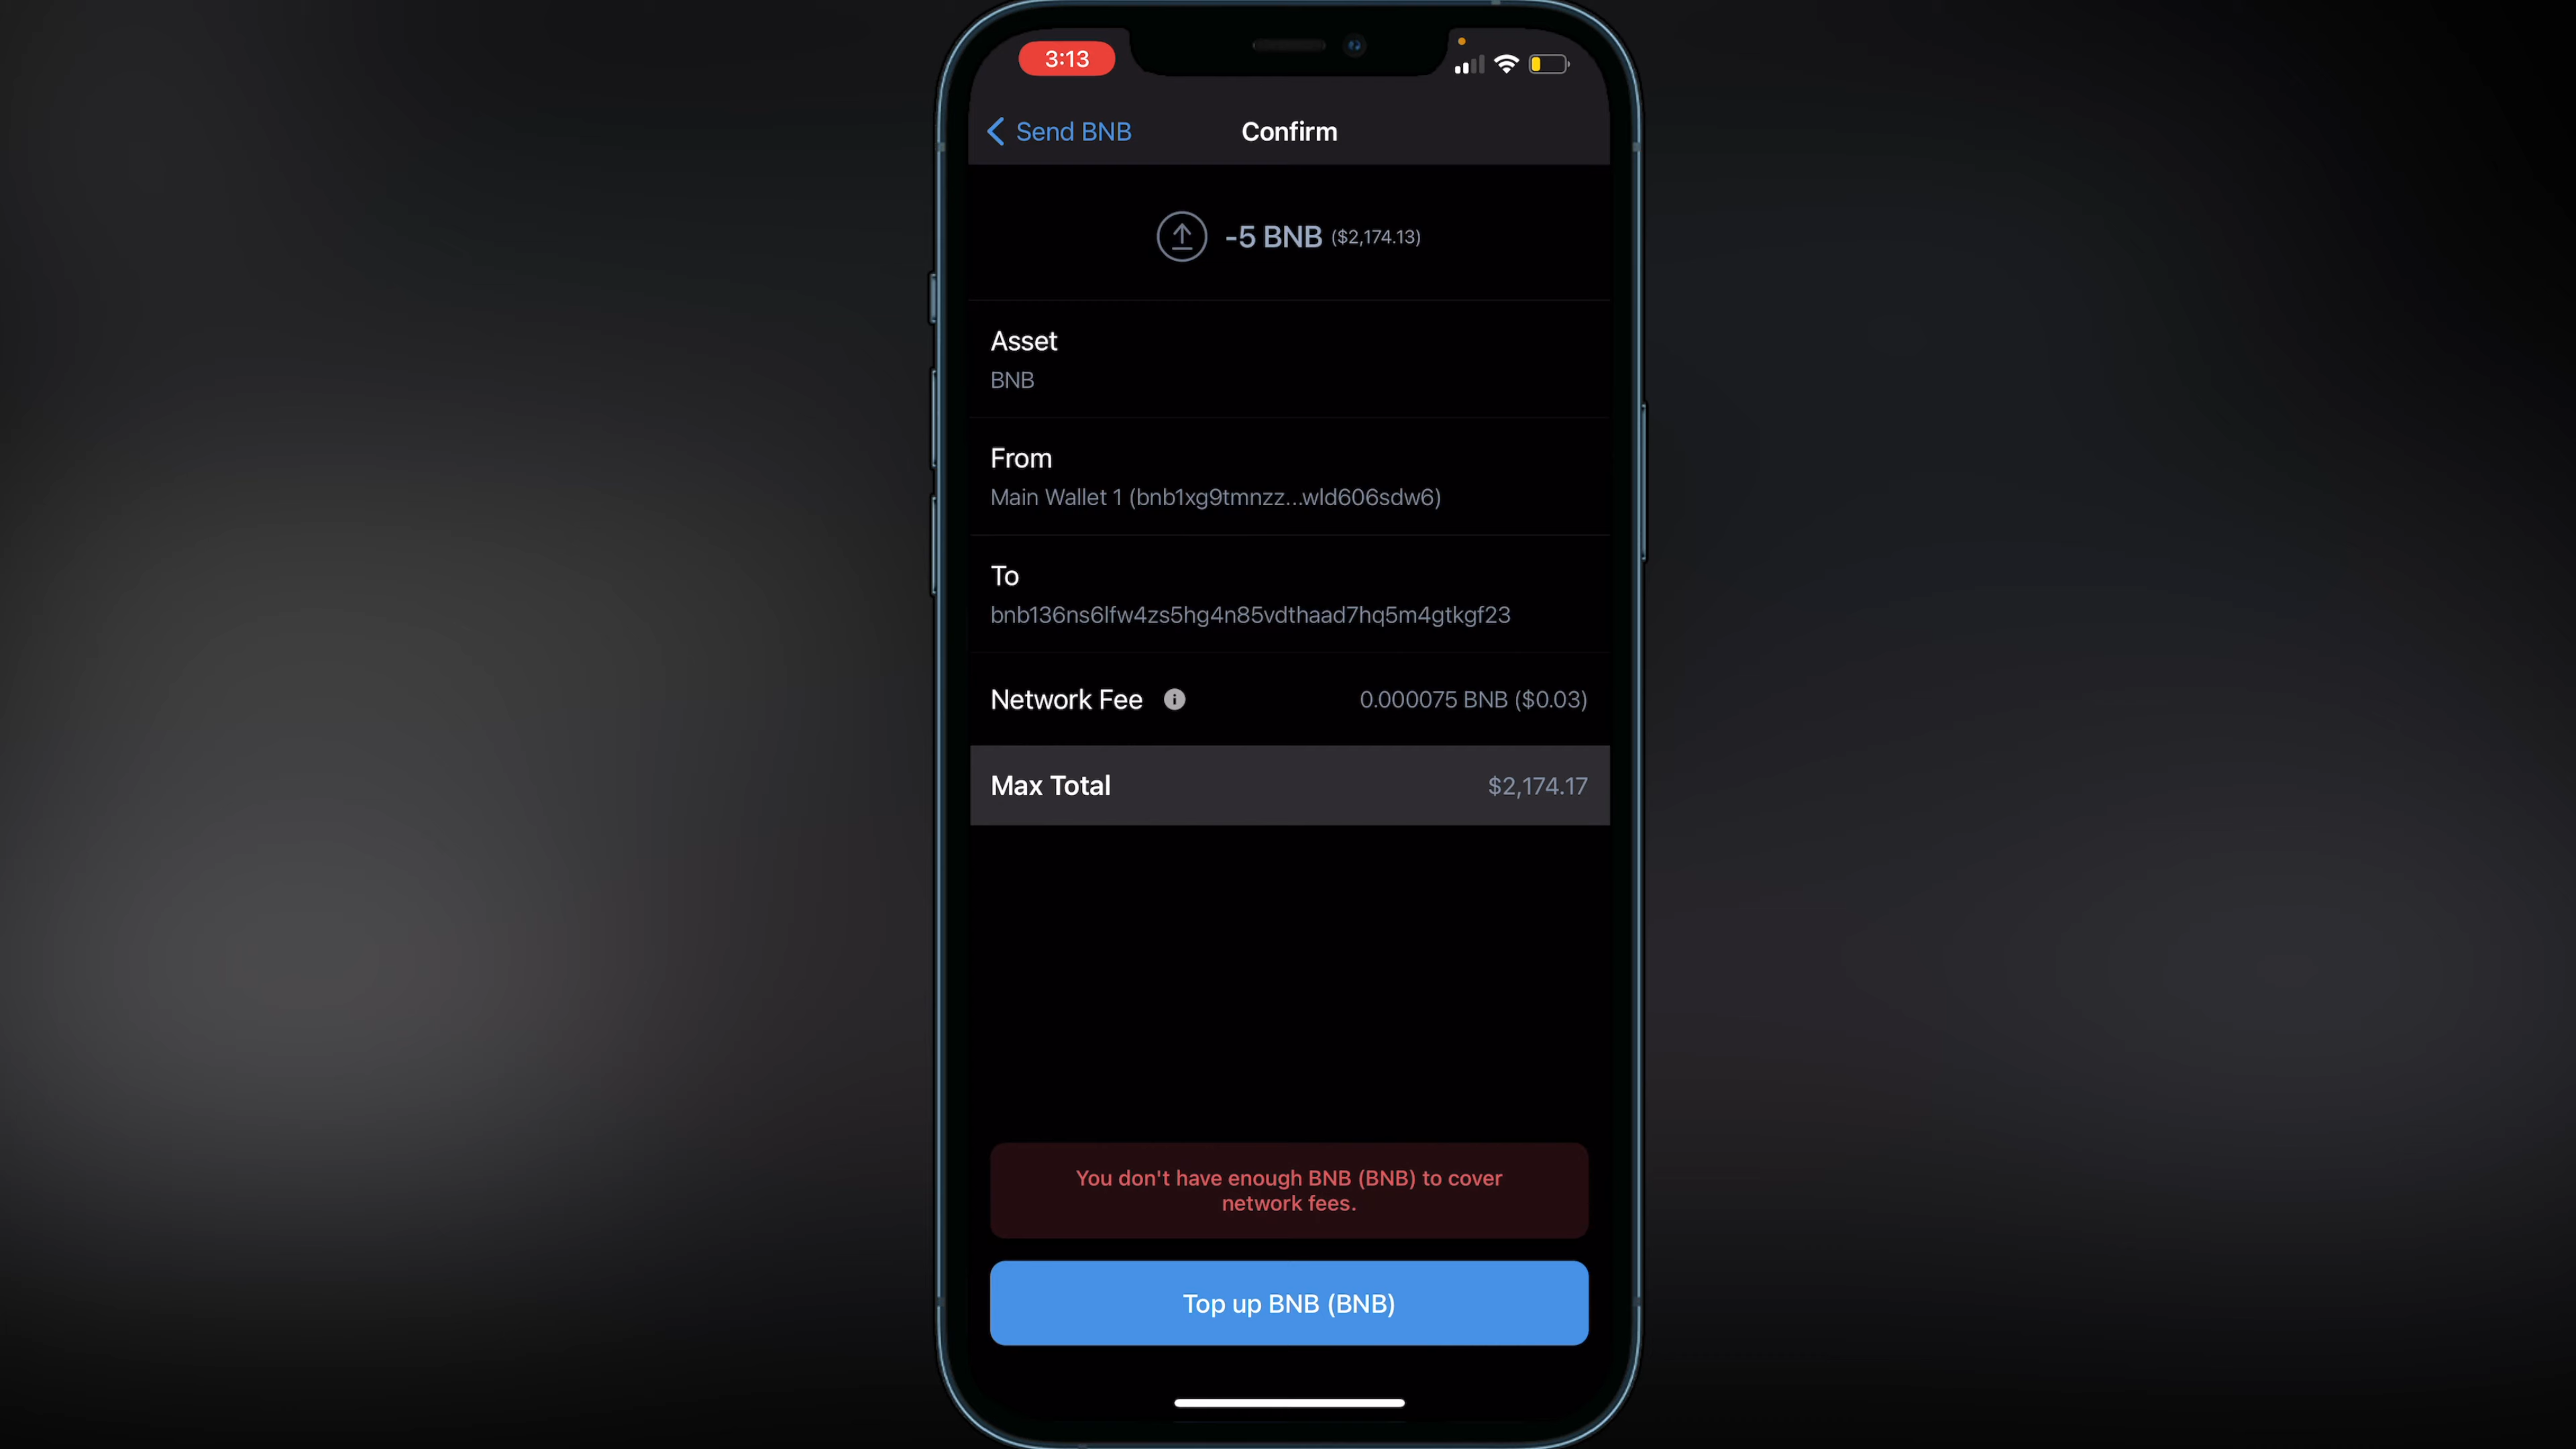 3:13
Send BNB
Confirm
-5 BNB ($2,174.13)
Asset
BNB
From
Main Wallet 1 (bnb1xg9tmnzz...wld606sdw6)
To
bnb136ns6lfw4zs5hg4n85vdthaad7hq5m4gtkgf23
Network Fee i 0.000075 BNB ($0.03)
Max Total $2,174.17
You don't have enough BNB (BNB) to cover
network fees.
Top up BNB (BNB)